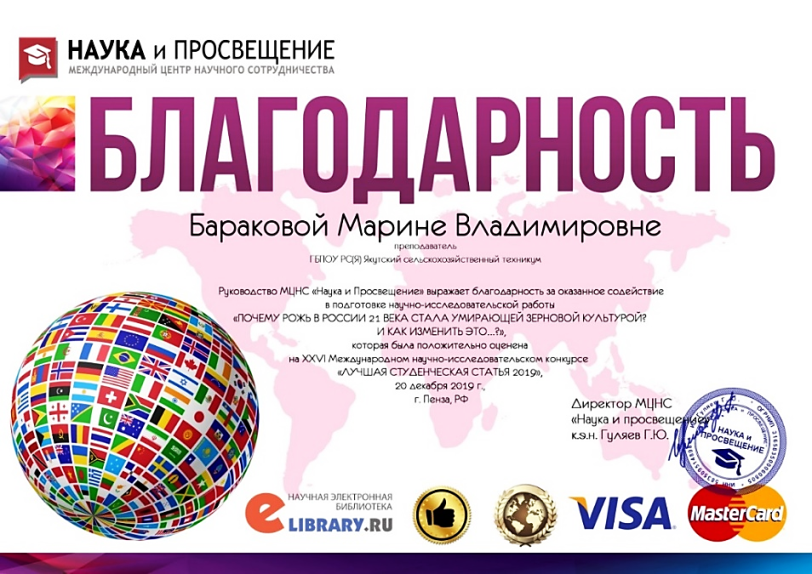 НАУКА и ПРОСВЕЩЕНИЕ
МЕЖДУНАРОДНЫЙ ЦЕНТР НАУЧНОГО СОТРУДНИЧЕСТВА
БЛАГОДАРНОСТЬ
Бараковой Марине Владимировне
преподаватель
ГБПОУ РС(Я) Якутский сельскохозяйственный техникум
Руководство МЦНС «Наука и Просвещение» выражает благодарность за оказанное содействие
в подготовке научно-исследовательской работы
«ПОЧЕМУ РОЖЬ В РОССИИ 21 ВЕКА СТАЛА УМИРАЮЩЕЙ ЗЕРНОВОЙ КУЛЬТУРОЙ?
И КАК ИЗМЕНИТЬ ЭТО...?»,
которая была положительно оценена
на XXVI Международном научно-исследовательском конкурсе
«ЛУЧШАЯ СТУДЕНЧЕСКАЯ СТАТЬЯ 2019»,
20 декабря 2019 г.,
г. Пенза, РФ
Директор МЦНС
«Наука и просвещение»
к.э.н. Гуляев Г.Ю.
НАУКА И
ПРОСВЕЩЕНИЕ
НАУЧНАЯ ЭЛЕКТРОННАЯ
БИБЛИОТЕКА
eLIBRARY.RU
VISA
MasterCard